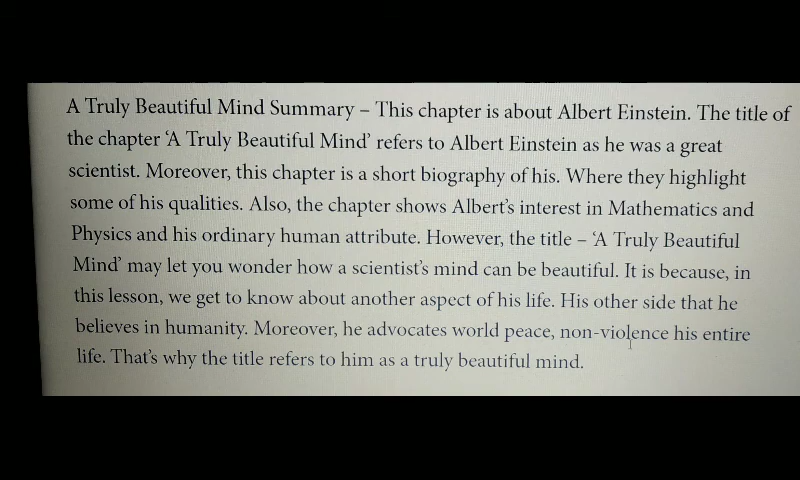 A Truly Beautiful Mind Summary – This chapter is about Albert Einstein. The title of
the chapter ‘A Truly Beautiful Mind’ refers to Albert Einstein as he was a great
scientist. Moreover, this chapter is a short biography of his. Where they highlight
some of his qualities. Also, the chapter shows Albert’s interest in Mathematics and
Physics and his ordinary human attribute. However, the title – ‘A Truly Beautiful
Mind’ may let you wonder how a scientist’s mind can be beautiful. It is because, in
this lesson, we get to know about another aspect of his life. His other side that he
believes in humanity. Moreover, he advocates world peace, non-violence his entire
life. That’s why the title refers to him as a truly beautiful mind.